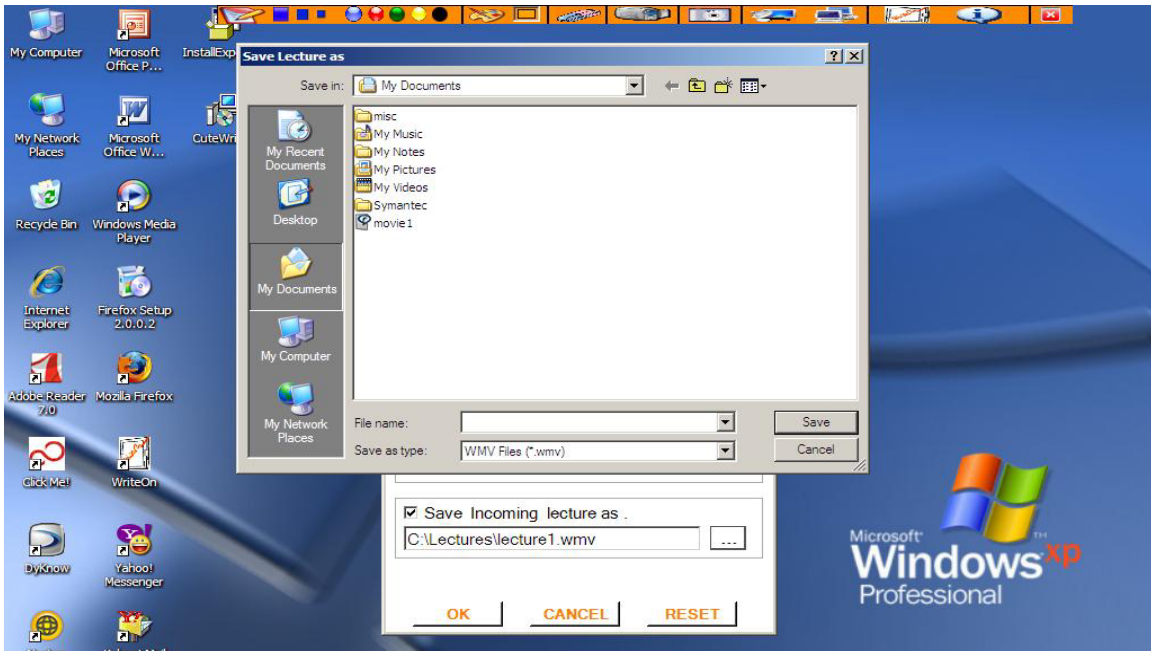 My Computer
Microsoft
Office P...
InstallExp
My Network
Places
Microsoft
Office W...
CuteWri
Recycle Bin
Windows Media
Player
Internet
Explorer
Firefox Setup
2.0.0.2
Adobe Reader
7.0
Mozilla Firefox
Click Me!
WriteOn
DyKnow
Yahoo!
Messenger
Save Lecture as
Save in:
My Documents
My Recent
Documents
Desktop
My Documents
My Computer
My Network
Places
misc
My Music
My Notes
My Pictures
My Videos
Symantec
movie1
File name:
Save
Save as type:
WMV Files (*.wmv)
Cancel
Save Incoming lecture as .
C:\Lectures\lecture1.wmv
...
OK
CANCEL
RESET
Microsoft
Windows xp
Professional